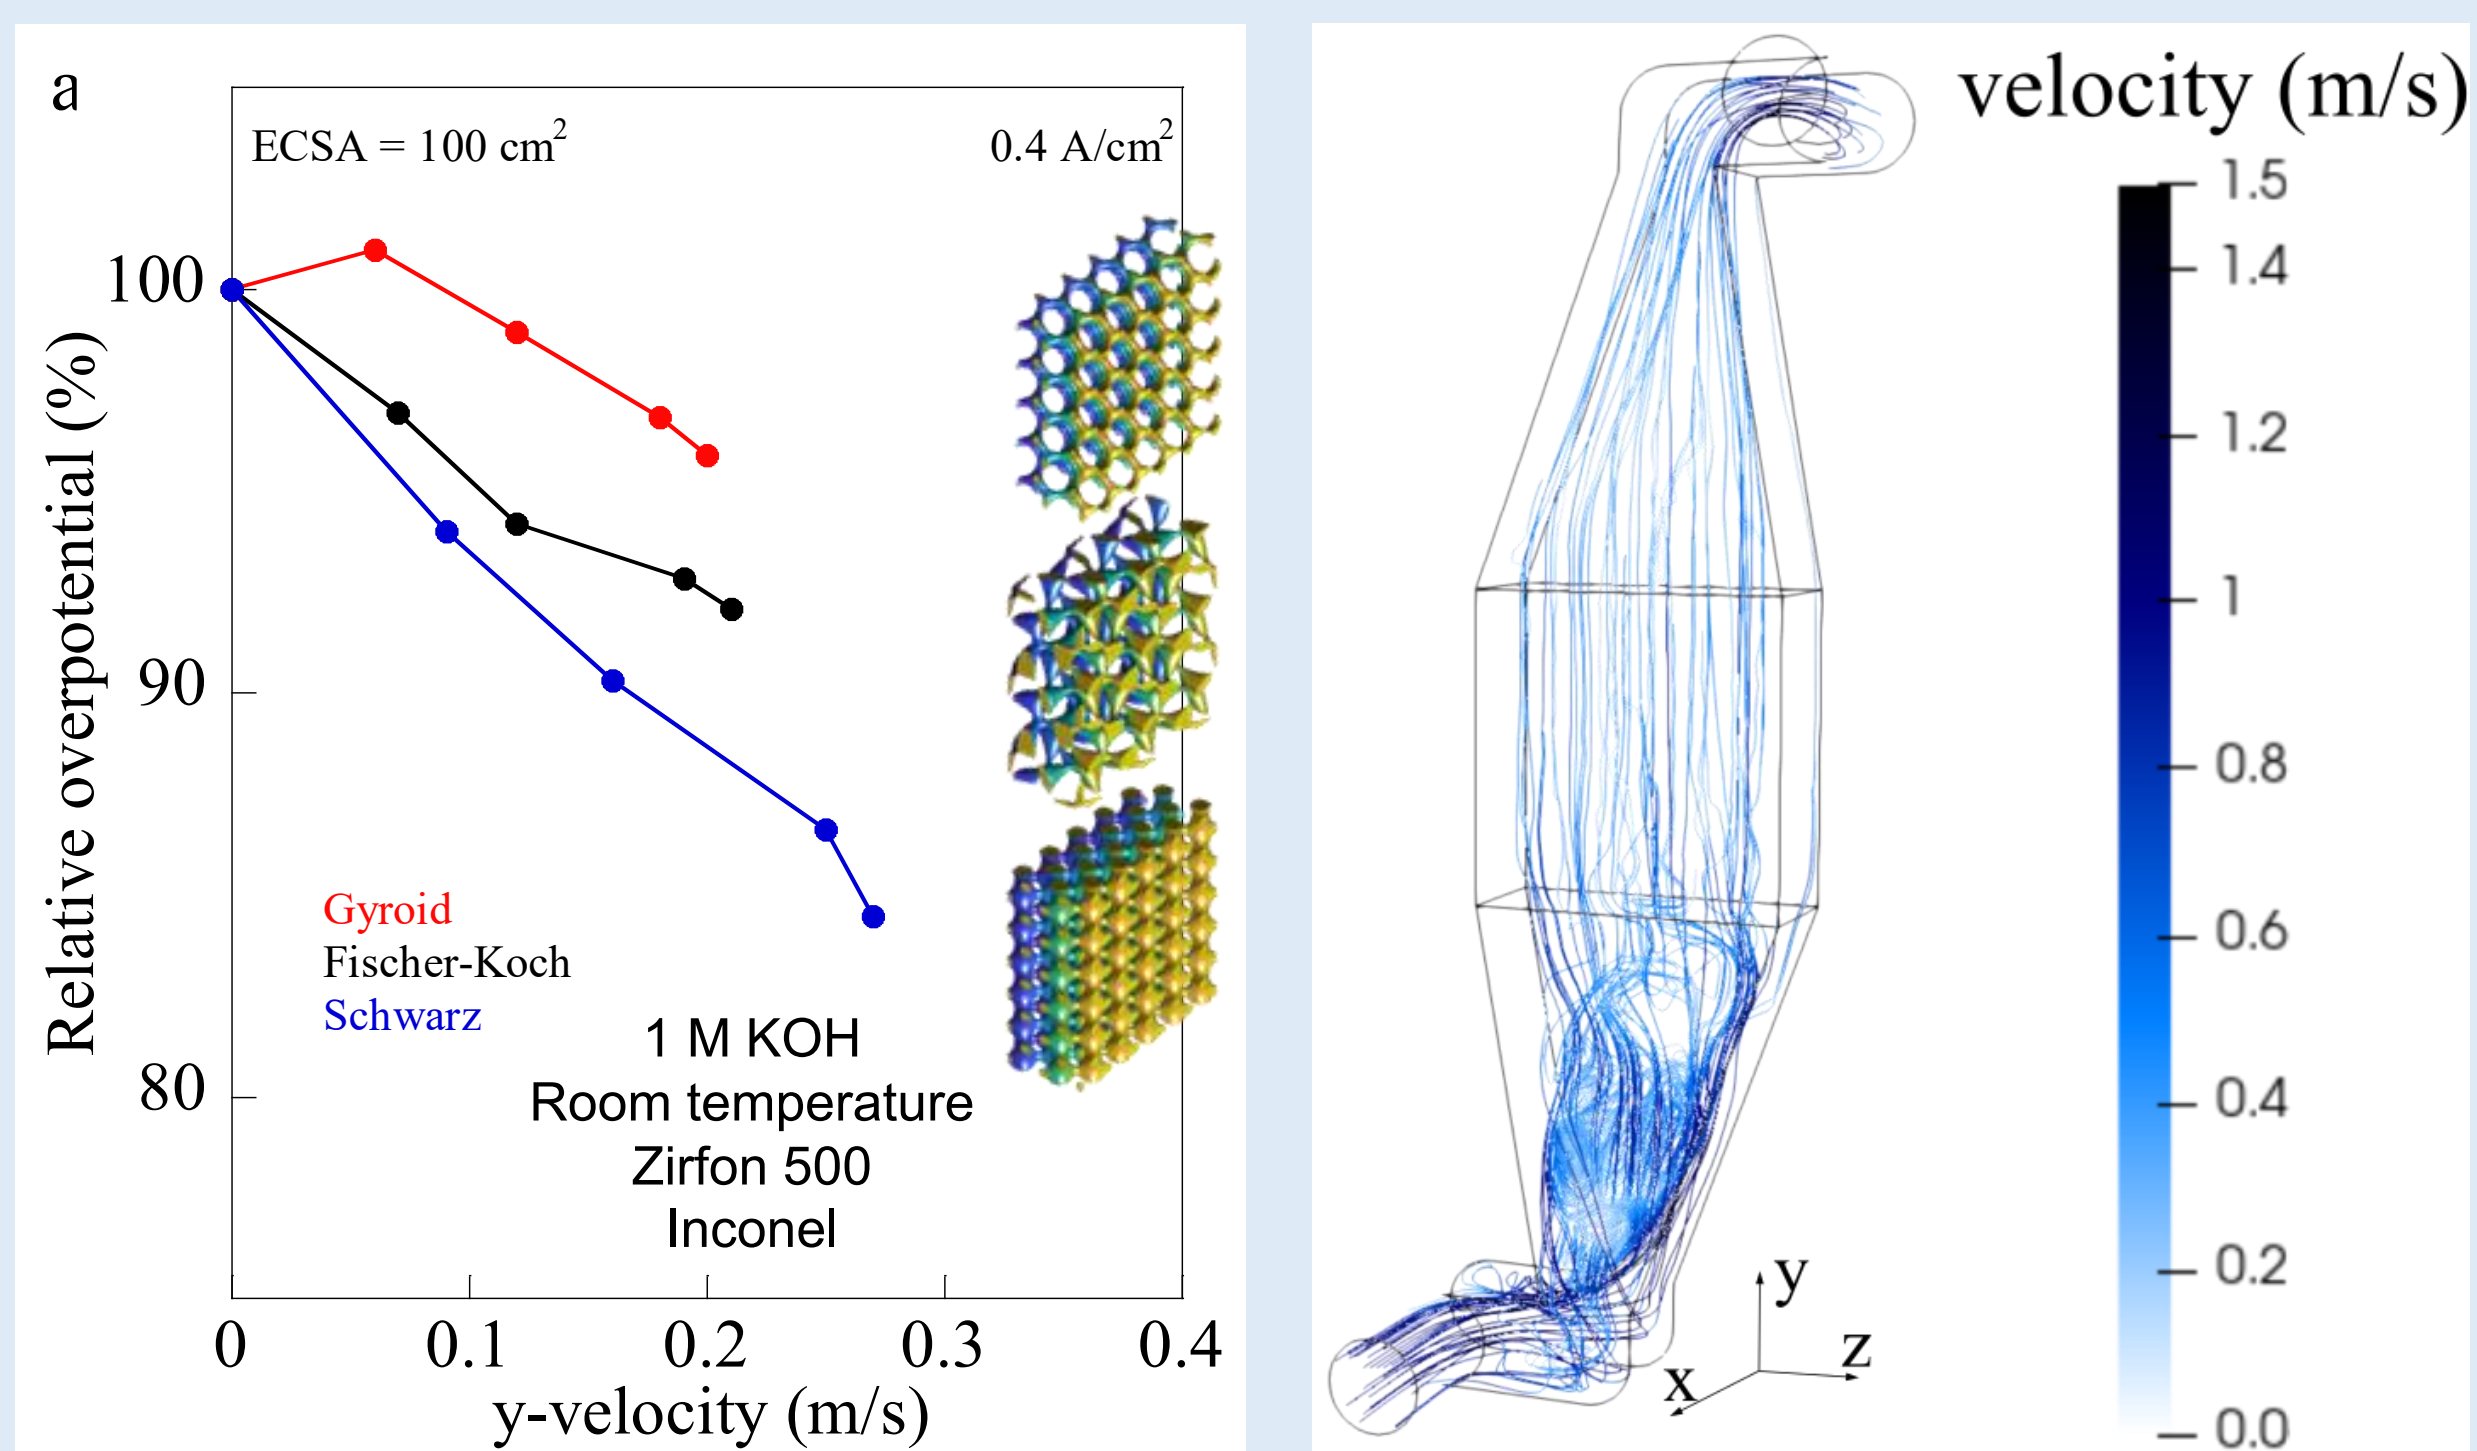 a
ECSA = 100 cm²
0.4 A/cm²
100
90
80
Relative overpotential (%)
Gyroid
Fischer-Koch
Schwarz
1 M KOH
Room temperature
Zirfon 500
Inconel
0 0.1 0.2 0.3 0.4
y-velocity (m/s)
velocity (m/s)
1.5
1.4
1.2
1
0.8
0.6
0.4
0.2
0.0
y
z
x